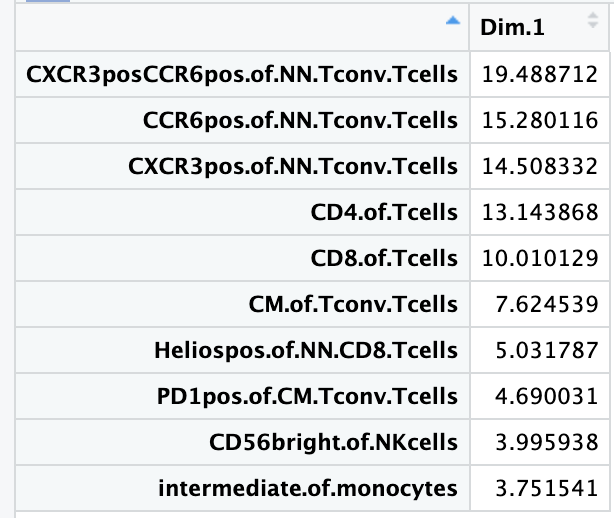 Dim.1
CXCR3posCCR6pos.of.NN.Tconv.Tcells 19.488712
CCR6pos.of.NN.Tconv.Tcells 15.280116
CXCR3pos.of.NN.Tconv.Tcells 14.508332
CD4.of.Tcells 13.143868
CD8.of.Tcells 10.010129
CM.of.Tconv.Tcells 7.624539
Heliospos.of.NN.CD8.Tcells 5.031787
PD1pos.of.CM.Tconv.Tcells 4.690031
CD56bright.of.NKcells 3.995938
intermediate.of.monocytes 3.751541